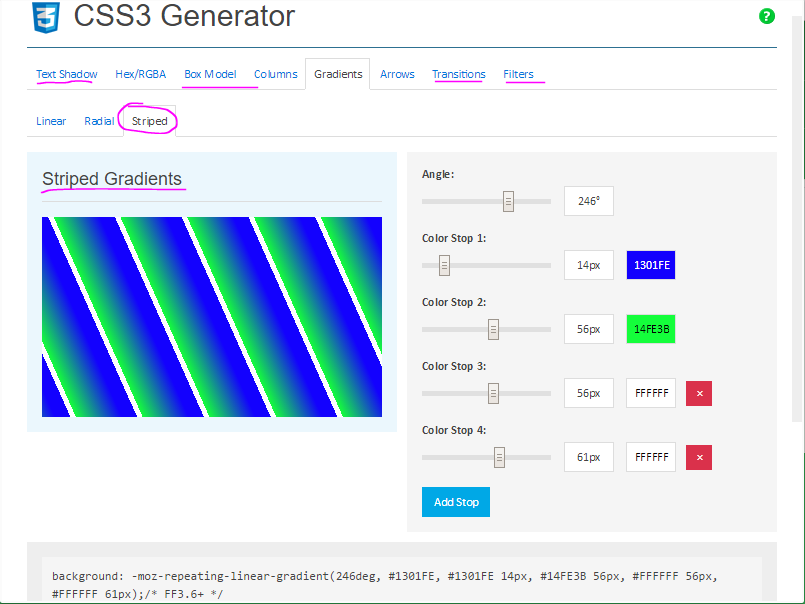 CSS3 Generator
?
Text Shadow Hex/RGBA Box Model Columns Gradients Arrows Transitions Filters
Linear Radial Striped
Striped Gradients
Angle:
246°
Color Stop 1:
14px 1301FE
Color Stop 2:
56px 14FE3B
Color Stop 3:
56px FFFFFF ×
Color Stop 4:
61px FFFFFF ×
Add Stop
background: -moz-repeating-linear-gradient(246deg, #1301FE, #1301FE 14px, #14FE3B 56px, #FFFFFF 56px,
#FFFFFF 61px);/* FF3.6+ */